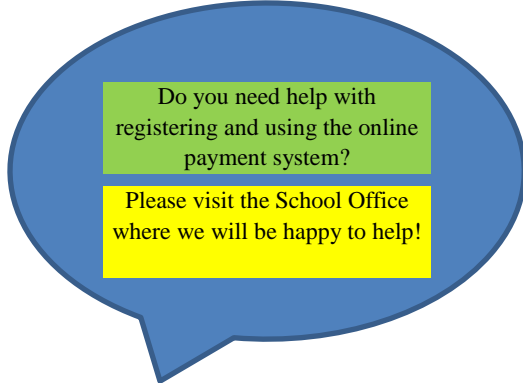 Do you need help with
registering and using the online
payment system?
Please visit the School Office
where we will be happy to help!